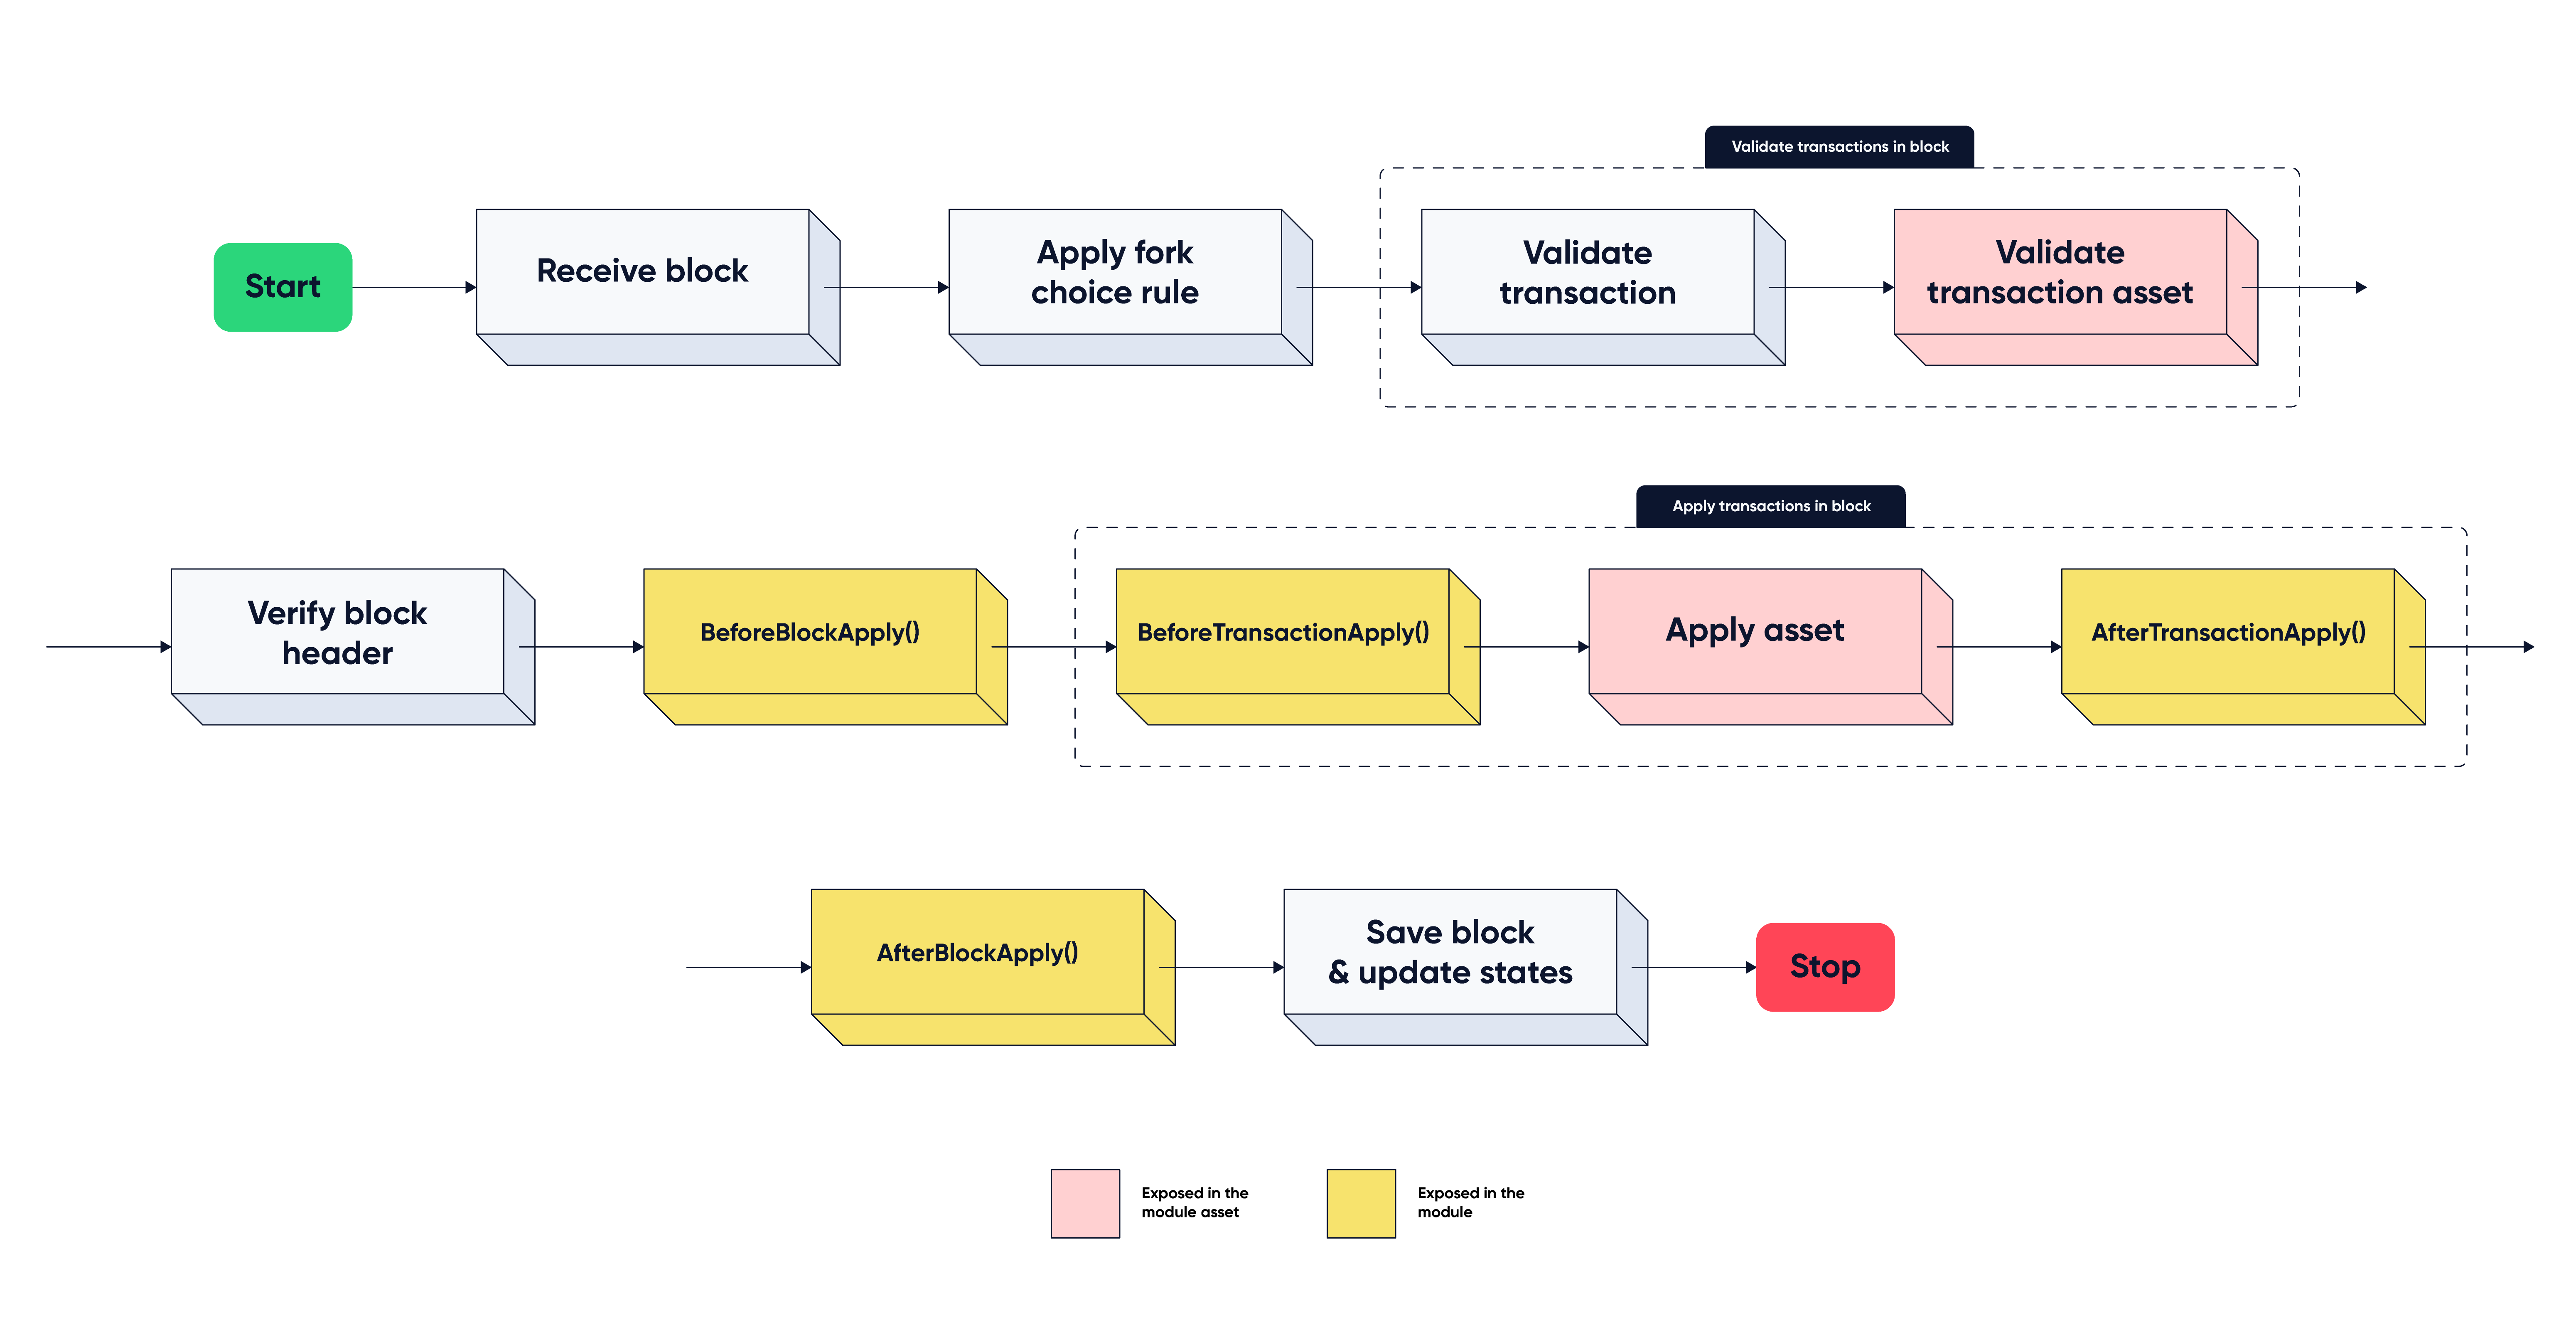 Validate transactions in block
Start
Receive block
Apply fork
choice rule
Validate
transaction
Validate
transaction asset
Apply transactions in block
Verify block
header
BeforeBlockApply()
BeforeTransactionApply()
Apply asset
AfterTransactionApply()
AfterBlockApply()
Save block
& update states
Stop
Exposed in the
module asset
Exposed in the
module